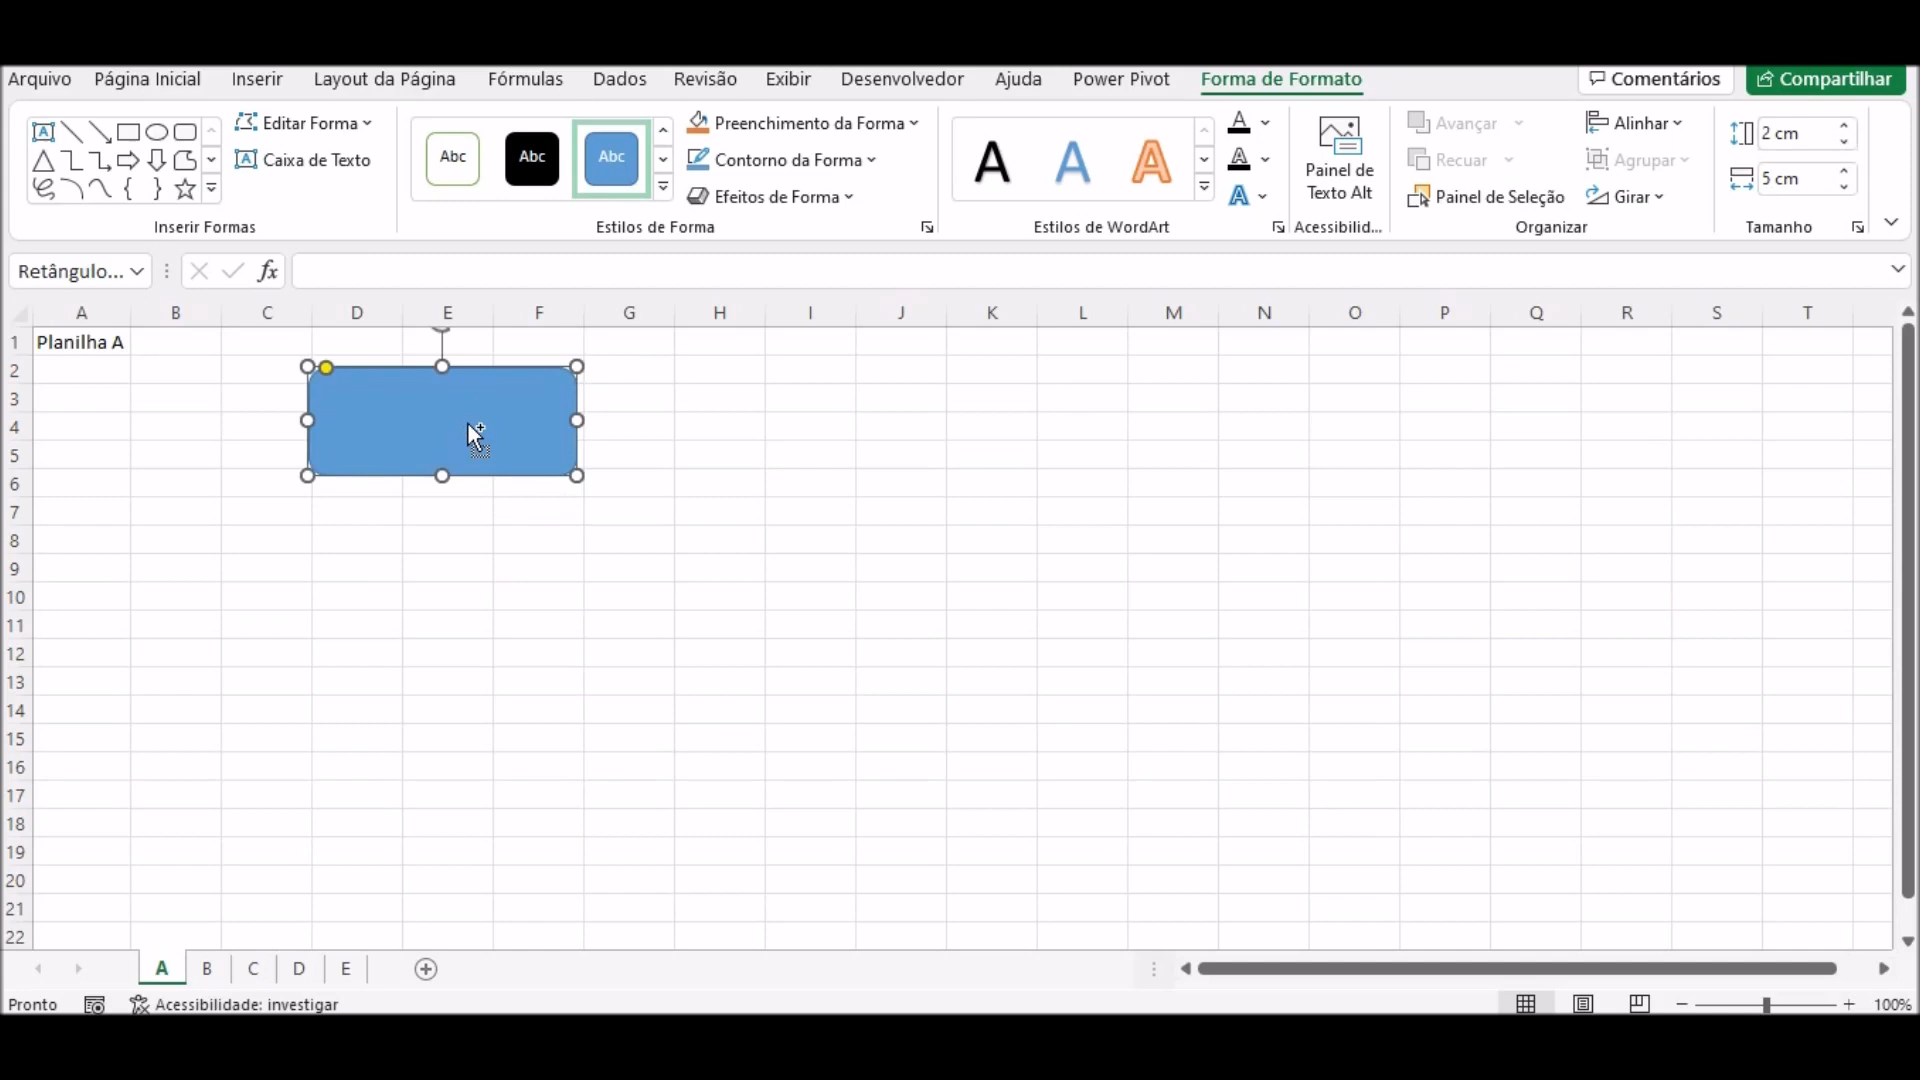 Arquivo Página Inicial Inserir Layout da Página Fórmulas Dados Revisão Exibir Desenvolvedor Ajuda Power Pivot Forma de Formato Comentários Compartilhar
Editar Forma
Caixa de Texto
Inserir Formas
Abc Abc Abc
Preenchimento da Forma
Contorno da Forma
Efeitos de Forma
Estilos de Forma
A A A
A
A
A
Estilos de WordArt
Painel de
Texto Alt
Acessibilid...
Avançar
Recuar
Painel de Seleção
Alinhar
Agrupar
Girar
Organizar
2 cm
5 cm
Tamanho
Retângulo... fx
A B C D E F G H I J K L M N O P Q R S T
1 Planilha A
2
3
4
5
6
7
8
9
10
11
12
13
14
15
16
17
18
19
20
21
22
A B C D E
Pronto Acessibilidade: investigar 100%